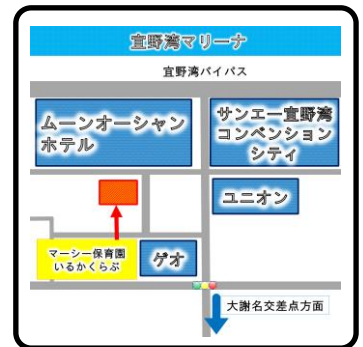 宜野湾マリーナ
宜野湾バイパス
ムーンオーシャン
ホテル
サンエー宜野湾
コンベンション
シティ
ユニオン
マーシー保育園
いるかくらぶ
ゲオ
大謝名交差点方面